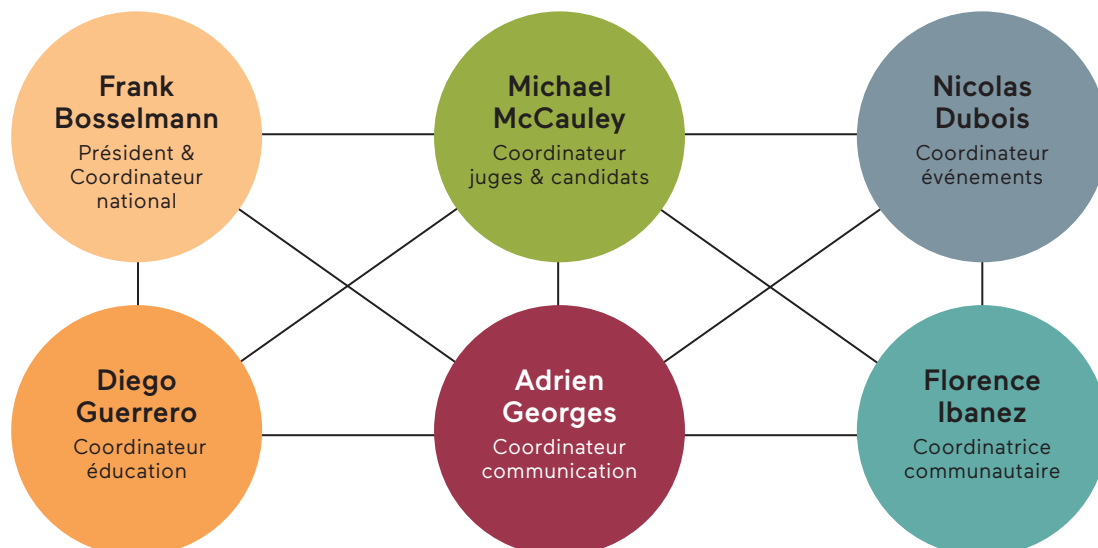 Frank
Bosselmann
Président &
Coordinateur
national
Michael
McCauley
Coordinateur
juges & candidats
Nicolas
Dubois
Coordinateur
événements
Diego
Guerrero
Coordinateur
éducation
Adrien
Georges
Coordinateur
communication
Florence
Ibanez
Coordinatrice
communautaire